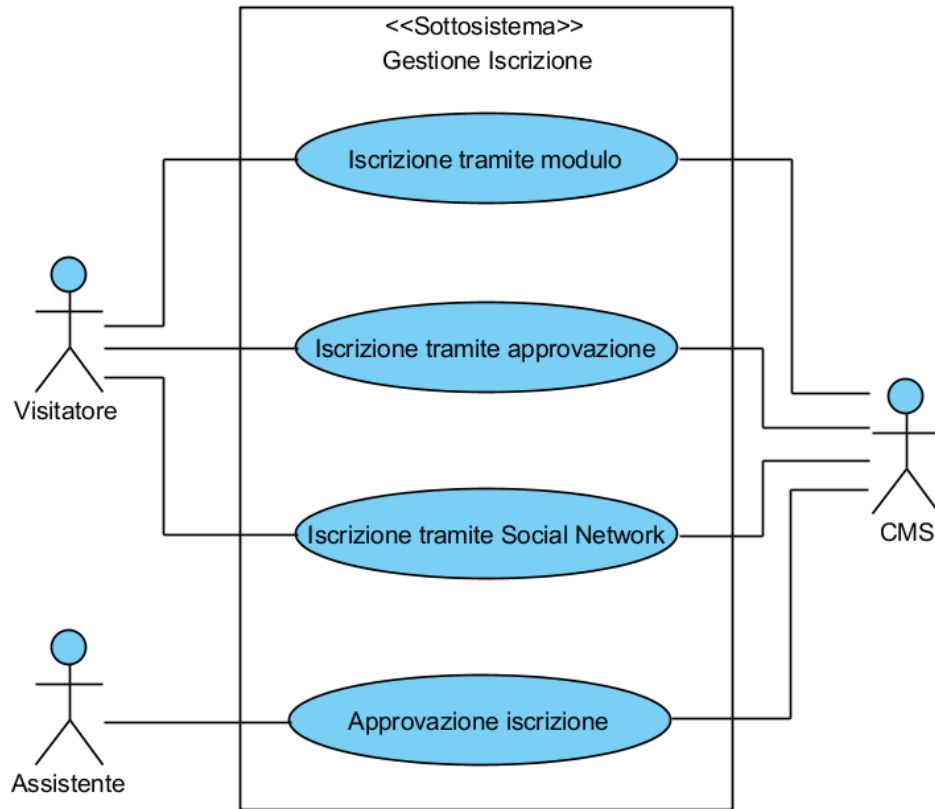 <<Sottosistema>>
Gestione Iscrizione
Iscrizione tramite modulo
Iscrizione tramite approvazione
Visitatore
Iscrizione tramite Social Network
CMS
Approvazione iscrizione
Assistente